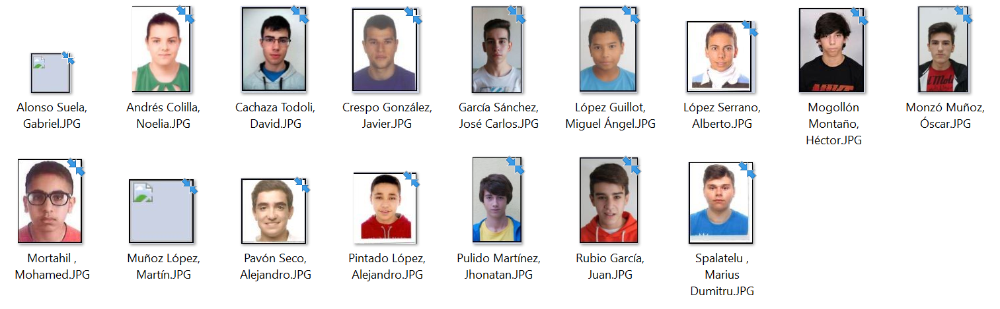 Alonso Suela,
Gabriel.JPG
Andrés Colilla,
Noelia.JPG
Cachaza Todoli,
David.JPG
Crespo González,
Javier.JPG
García Sánchez,
José Carlos.JPG
López Guillot,
Miguel Ángel.JPG
López Serrano,
Alberto.JPG
Mogollón
Montaño,
Héctor.JPG
Monzó Muñoz,
Óscar.JPG
Mortahil ,
Mohamed.JPG
Muñoz López,
Martín.JPG
Pavón Seco,
Alejandro.JPG
Pintado López,
Alejandro.JPG
Pulido Martínez,
Jhonatan.JPG
Rubio García,
Juan.JPG
Spalatelu ,
Marius
Dumitru.JPG